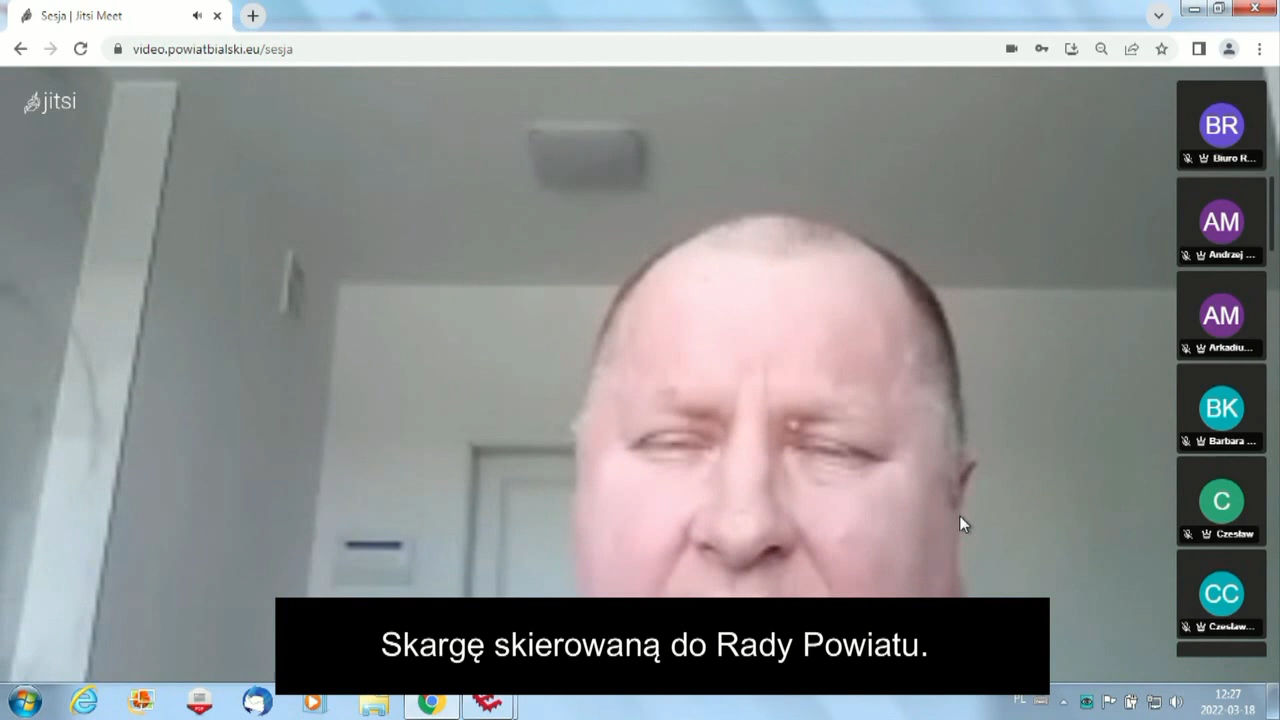 Sesja | Jitsi Meet
video.powiatbialski.eu/sesja
jitsi
BR
Biuro R...
AM
Andrzej ...
AM
Arkadiu...
BK
Barbara ...
C
Czesław
CC
Czesław...
Skargę skierowaną do Rady Powiatu.
PL
12:27
2022-03-18